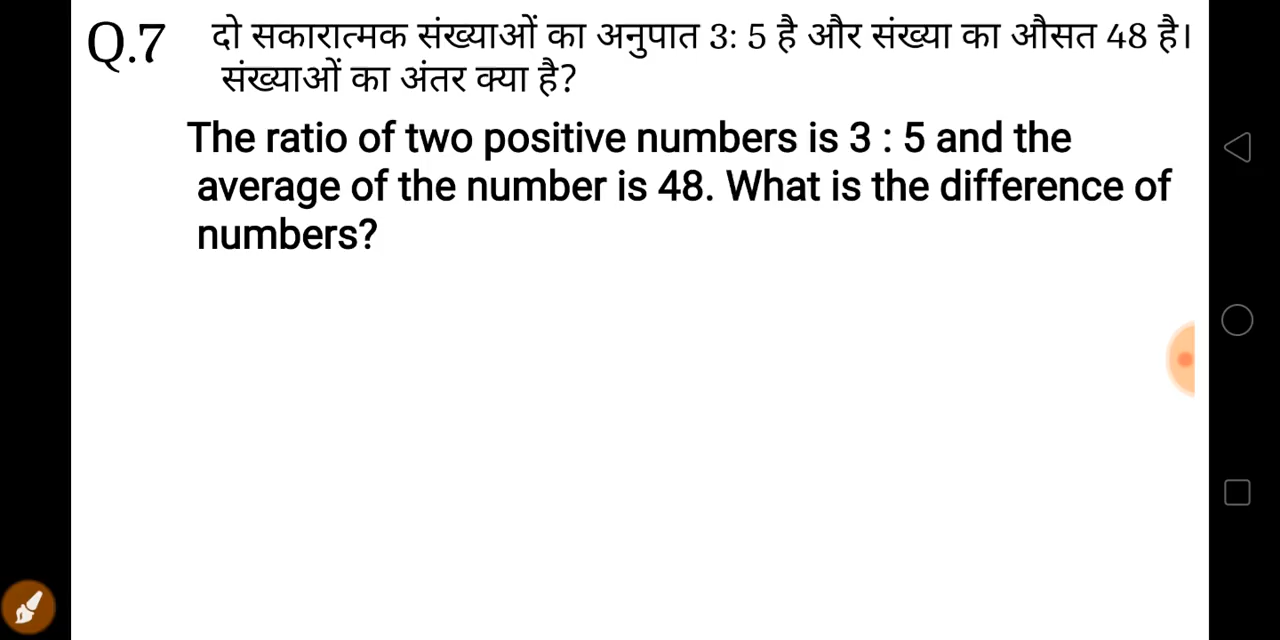 Q.7 दो सकारात्मक संख्याओं का अनुपात 3: 5 है और संख्या का औसत 48 है।
संख्याओं का अंतर क्या है?
The ratio of two positive numbers is 3 : 5 and the
average of the number is 48. What is the difference of
numbers?